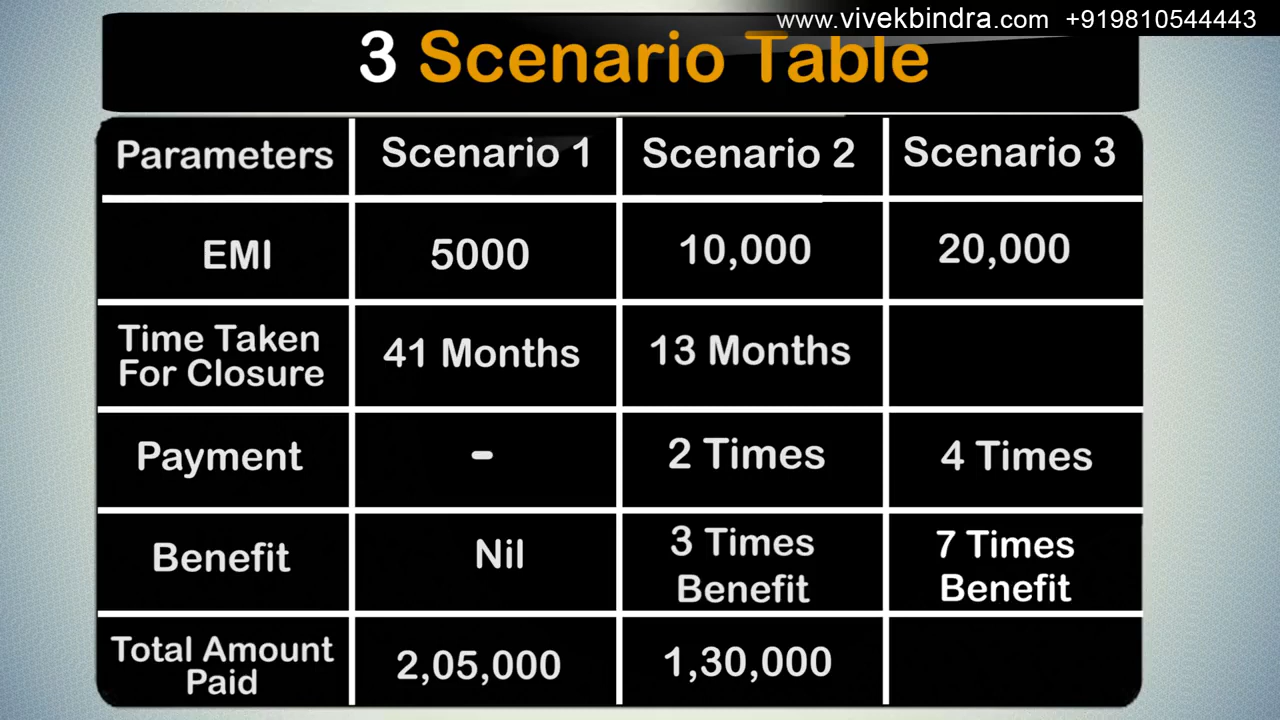 www.vivekbindra.com +919810544443
3 Scenario Table
Parameters Scenario 1 Scenario 2 Scenario 3
EMI 5000 10,000 20,000
Time Taken
For Closure 41 Months 13 Months
Payment - 2 Times 4 Times
Benefit Nil 3 Times
Benefit 7 Times
Benefit
Total Amount
Paid 2,05,000 1,30,000